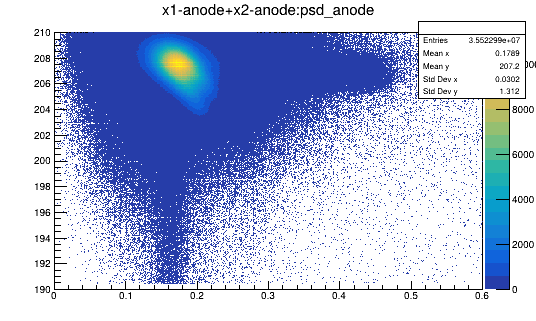 x1-anode+x2-anode:psd_anode
Entries 3.552299e+07
Mean x 0.1789
Mean y 207.2
Std Dev x 0.0302
Std Dev y 1.312
210
208
206
204
202
200
198
196
194
192
190
0 0.1 0.2 0.3 0.4 0.5 0.6
8000
6000
4000
2000
0